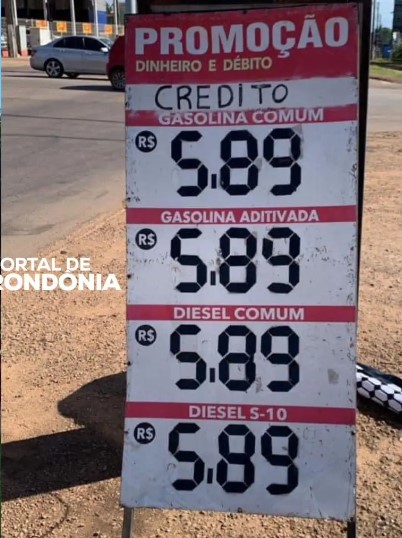 PROMOÇÃO
DINHEIRO E DÉBITO
CREDITO
GASOLINA COMUM
R$ 5.89
GASOLINA ADITIVADA
R$ 5.89
ORTAL DE
RONDÔNIA
DIESEL COMUM
R$ 5.89
DIESEL S-10
R$ 5.89